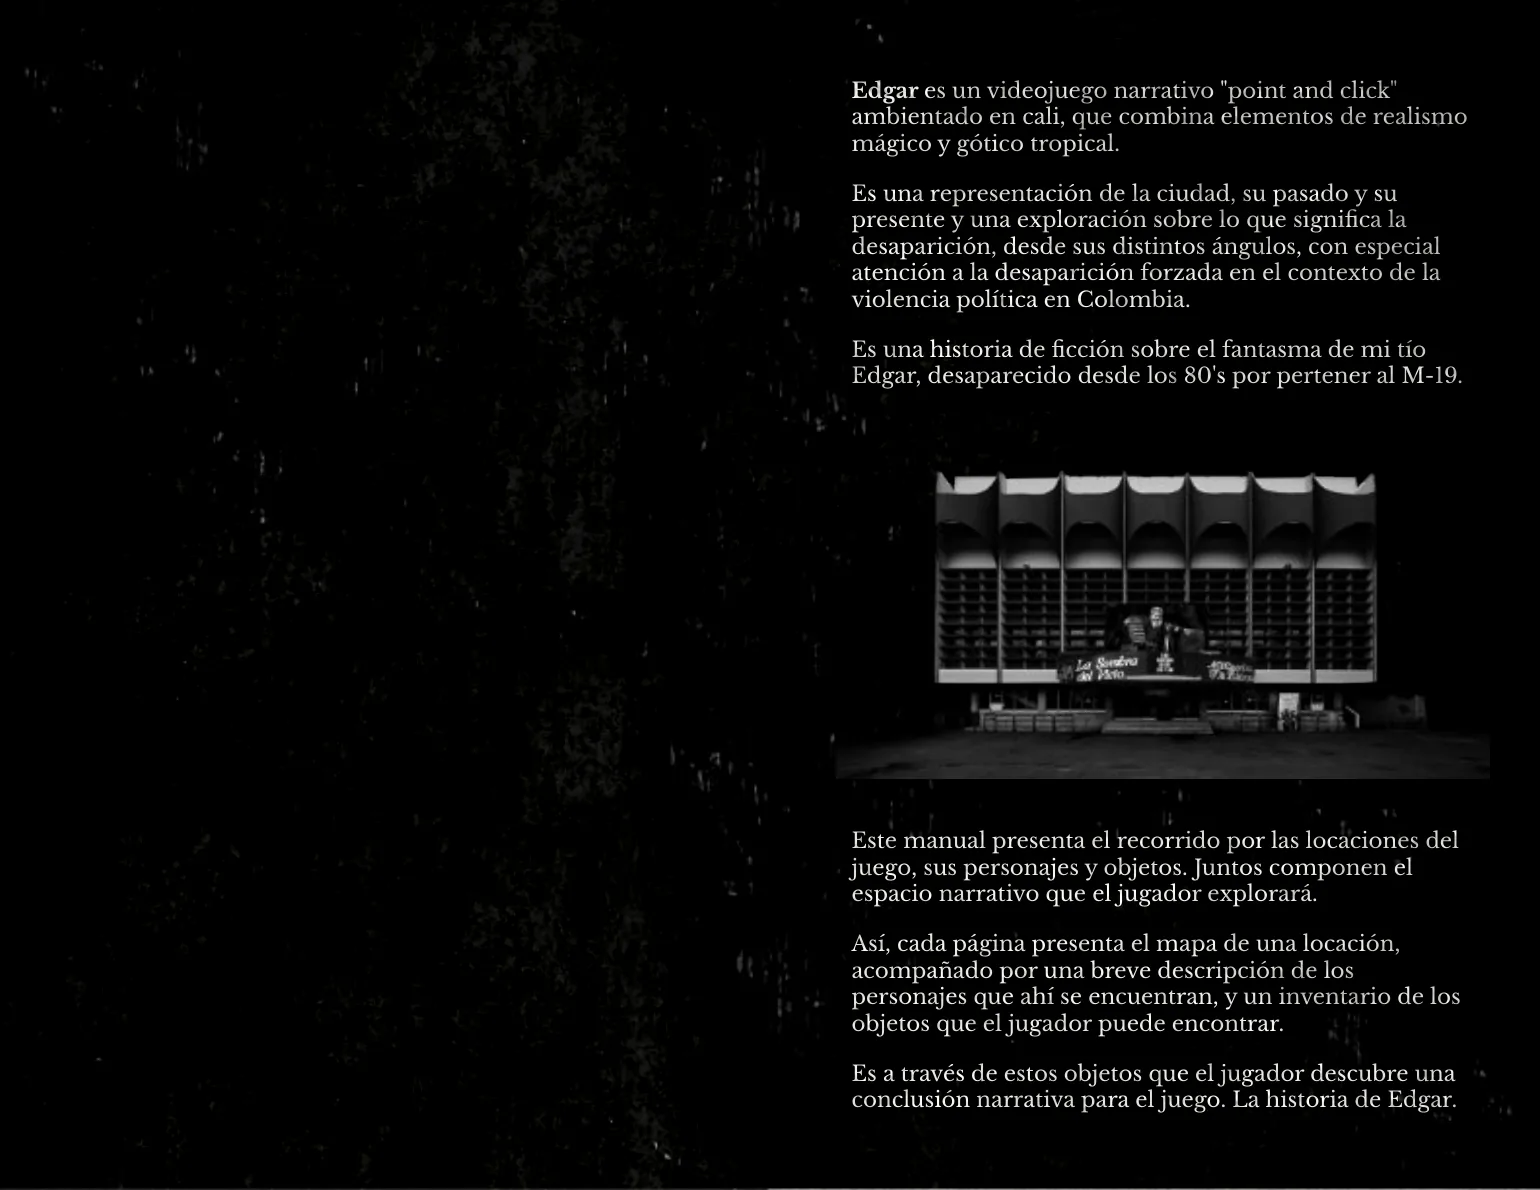 Edgar es un videojuego narrativo "point and click"
ambientado en cali, que combina elementos de realismo
mágico y gótico tropical.
Es una representación de la ciudad, su pasado y su
presente y una exploración sobre lo que significa la
desaparición, desde sus distintos ángulos, con especial
atención a la desaparición forzada en el contexto de la
violencia política en Colombia.
Es una historia de ficción sobre el fantasma de mi tío
Edgar, desaparecido desde los 80's por pertener al M-19.
La Sombra
del
Este manual presenta el recorrido por las locaciones del
juego, sus personajes y objetos. Juntos componen el
espacio narrativo que el jugador explorará.
Así, cada página presenta el mapa de una locación,
acompañado por una breve descripción de los
personajes que ahí se encuentran, y un inventario de los
objetos que el jugador puede encontrar.
Es a través de estos objetos que el jugador descubre una
conclusión narrativa para el juego. La historia de Edgar.